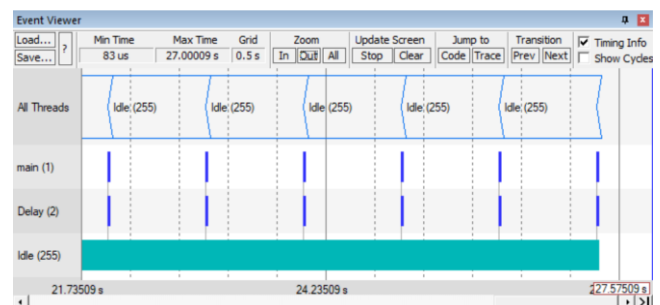 Event Viewer
Load... ? Min Time Max Time Grid Zoom Update Screen Jump to Transition Timing Info
Save... 83 us 27.00009 s 0.5 s In Out All Stop Clear Code Trace Prev Next Show Cycles
All Threads Idle (255) Idle (255) Idle (255) Idle (255) Idle (255)
main (1)
Delay (2)
Idle (255)
21.73509 s 24.23509 s 27.57509 s